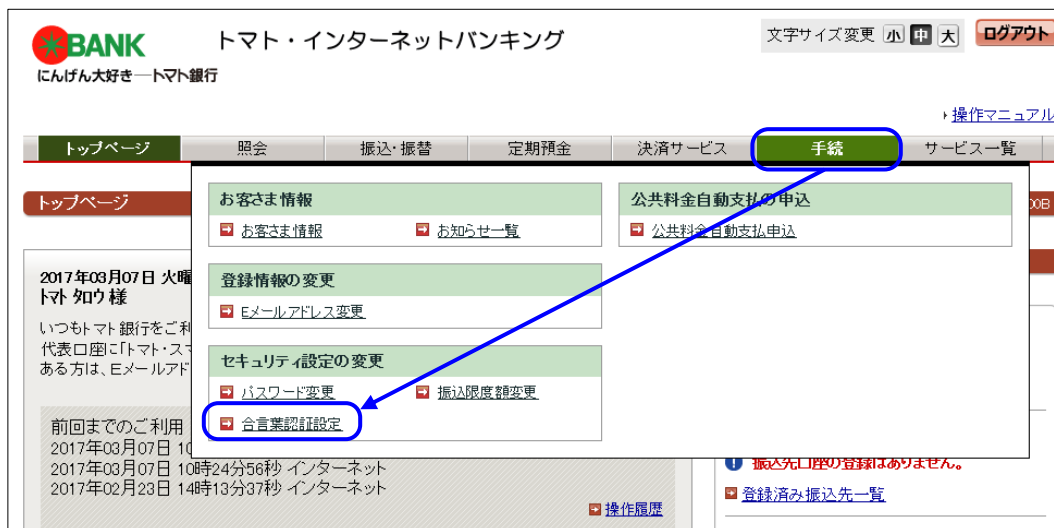 BANK
にんげん大好き―トマト銀行
トマト・インターネットバンキング
文字サイズ変更 小 中 大 ログアウト
操作マニュアル
トップページ 照会 振込・振替 定期預金 決済サービス 手続 サービス一覧
トップページ
お客さま情報
お客さま情報 お知らせ一覧
公共料金自動支払の申込
公共料金自動支払申込
登録情報の変更
Eメールアドレス変更
セキュリティ設定の変更
パスワード変更 振込限度額変更
合言葉認証設定
2017年03月07日 火曜
トマト タロウ 様
いつもトマト銀行をご利
代表口座に「トマト・スマ
ある方は、Eメールアド
前回までのご利用
2017年03月07日 10
2017年03月07日 10時24分56秒 インターネット
2017年02月23日 14時13分37秒 インターネット
操作履歴
振込先口座の登録はありません。
登録済み振込先一覧